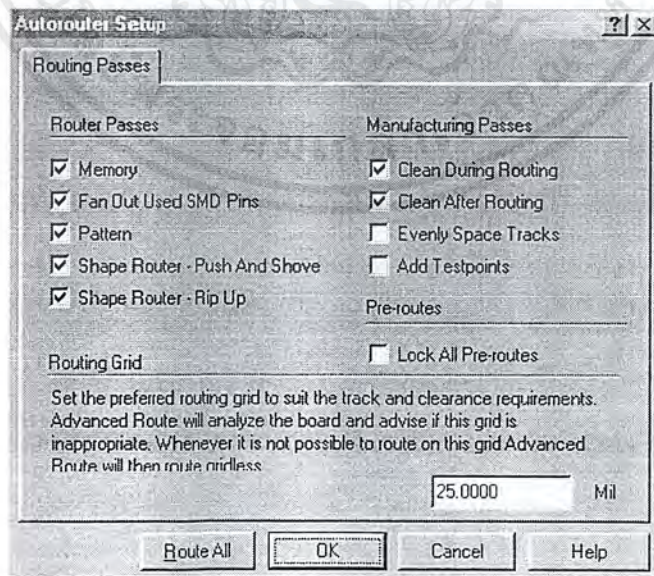 Autorouter Setup
Routing Passes
Router Passes
Memory
Fan Out Used SMD Pins
Pattern
Shape Router - Push And Shove
Shape Router - Rip Up
Manufacturing Passes
Clean During Routing
Clean After Routing
Evenly Space Tracks
Add Testpoints
Pre-routes
Lock All Pre-routes
Routing Grid
Set the preferred routing grid to suit the track and clearance requirements.
Advanced Route will analyze the board and advise if this grid is
inappropriate. Whenever it is not possible to route on this grid Advanced
Route will then route gridless
25.0000 Mil
Route All OK Cancel Help